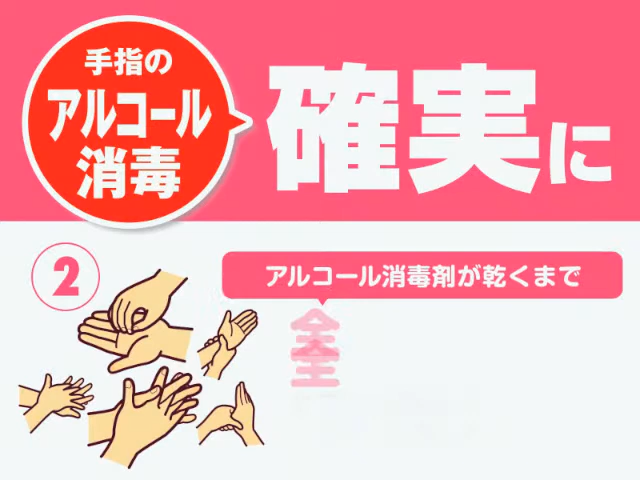 手指の
アルコール
消毒
確実に
2
アルコール消毒剤が乾くまで
全